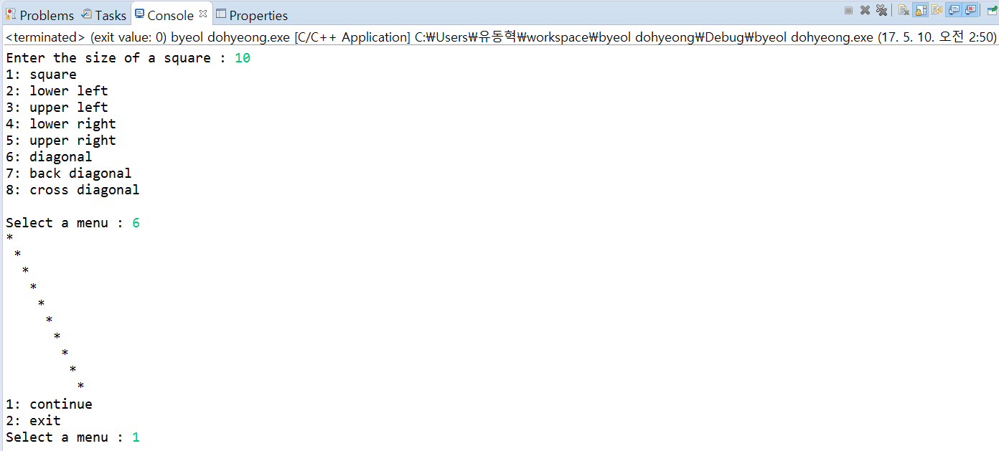 Problems Tasks Console Properties
<terminated> (exit value: 0) byeol dohyeong.exe [C/C++ Application] C:₩Users₩유동혁₩workspace₩byeol dohyeong₩Debug₩byeol dohyeong.exe (17. 5. 10. 오전 2:50)
Enter the size of a square : 10
1: square
2: lower left
3: upper left
4: lower right
5: upper right
6: diagonal
7: back diagonal
8: cross diagonal

Select a menu : 6
*
 *
  *
   *
    *
     *
      *
       *
        *
         *
1: continue
2: exit
Select a menu : 1